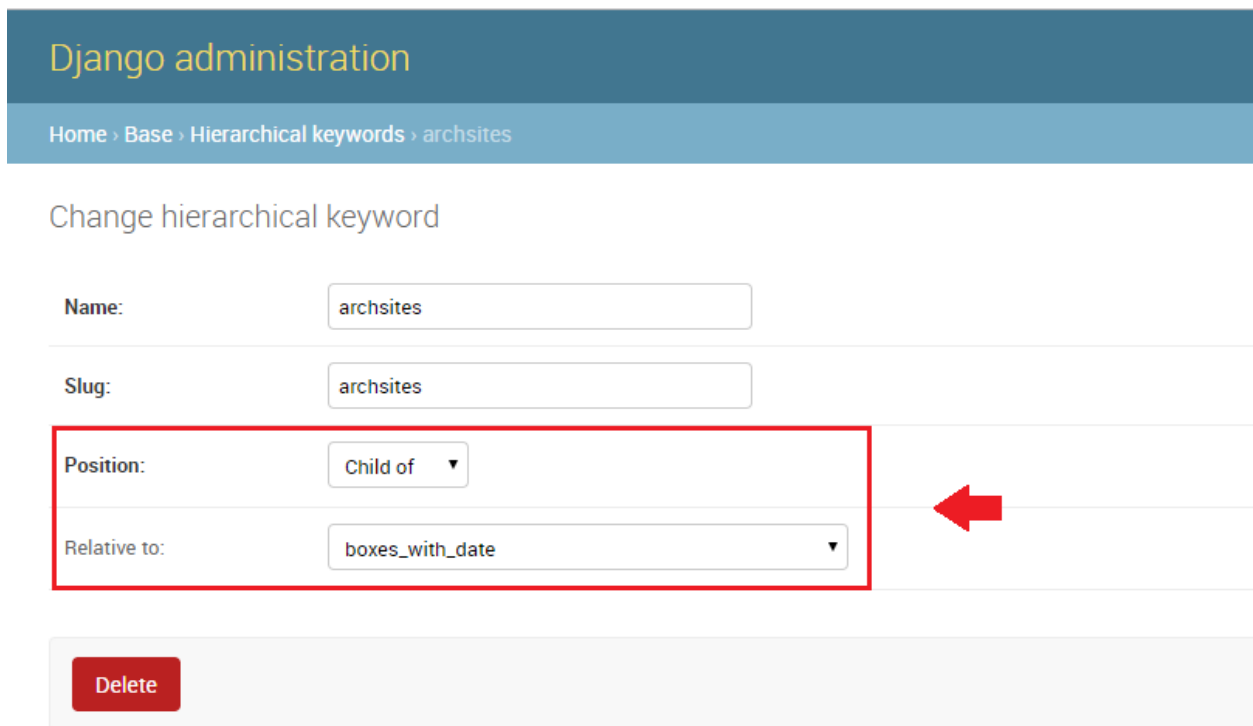 Django administration
Home › Base › Hierarchical keywords › archsites
Change hierarchical keyword
Name: archsites
Slug: archsites
Position: Child of
Relative to: boxes_with_date
Delete